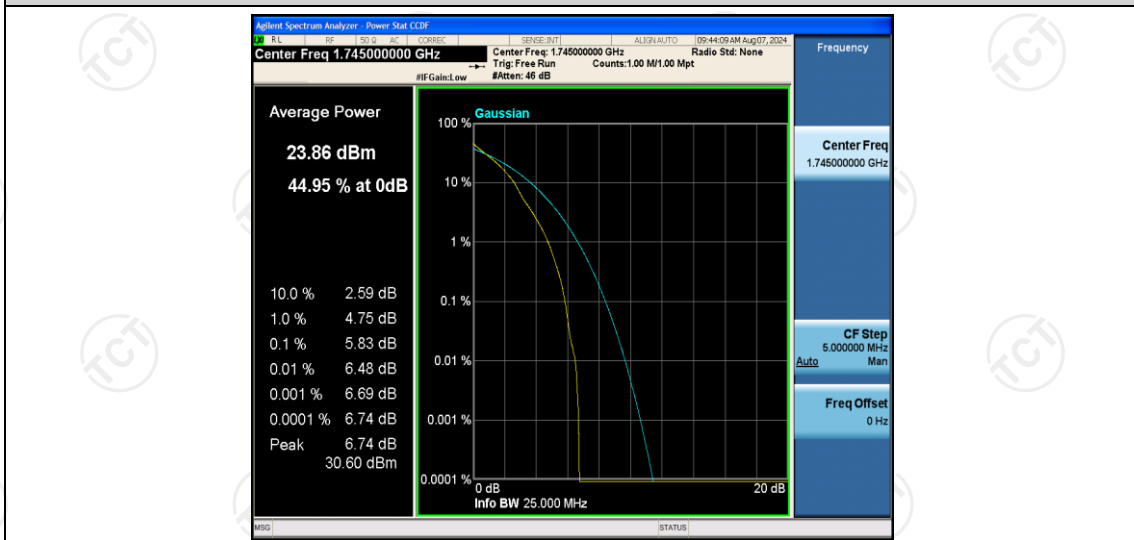 Agilent Spectrum Analyzer - Power Stat CCDF
RL RF 50 Ω AC CORREC SENSE:INT ALIGN AUTO 09:44:09 AM Aug 07, 2024
Center Freq 1.745000000 GHz
Center Freq: 1.745000000 GHz Radio Std: None
Trig: Free Run Counts:1.00 M/1.00 Mpt
#IFGain:Low #Atten: 46 dB
Frequency
Average Power
23.86 dBm
44.95 % at 0dB
10.0 % 2.59 dB
1.0 % 4.75 dB
0.1 % 5.83 dB
0.01 % 6.48 dB
0.001 % 6.69 dB
0.0001 % 6.74 dB
Peak 6.74 dB
30.60 dBm
Gaussian
100 %
10 %
1 %
0.1 %
0.01 %
0.001 %
0.0001 %
0 dB 20 dB
Info BW 25.000 MHz
Center Freq
1.745000000 GHz
CF Step
5.000000 MHz
Auto Man
Freq Offset
0 Hz
MSG STATUS
TCT
TCT
TCT
TCT